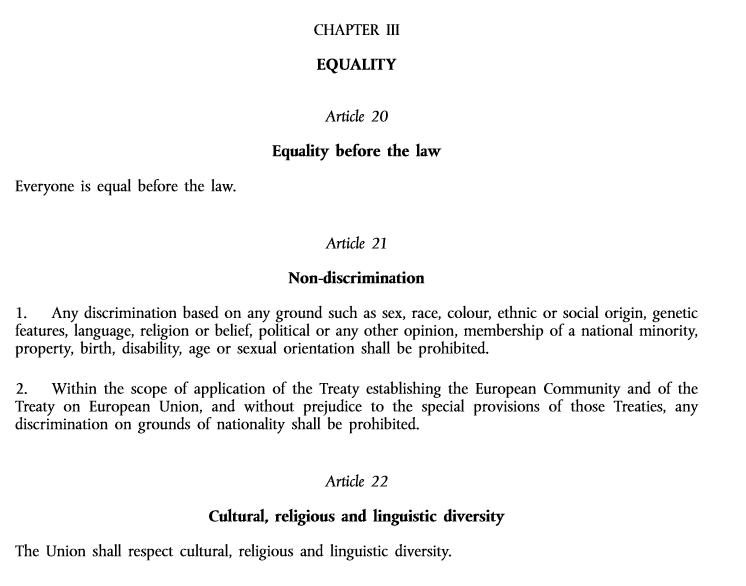 CHAPTER III
EQUALITY
Article 20
Equality before the law
Everyone is equal before the law.
Article 21
Non-discrimination
1. Any discrimination based on any ground such as sex, race, colour, ethnic or social origin, genetic
features, language, religion or belief, political or any other opinion, membership of a national minority,
property, birth, disability, age or sexual orientation shall be prohibited.
2. Within the scope of application of the Treaty establishing the European Community and of the
Treaty on European Union, and without prejudice to the special provisions of those Treaties, any
discrimination on grounds of nationality shall be prohibited.
Article 22
Cultural, religious and linguistic diversity
The Union shall respect cultural, religious and linguistic diversity.